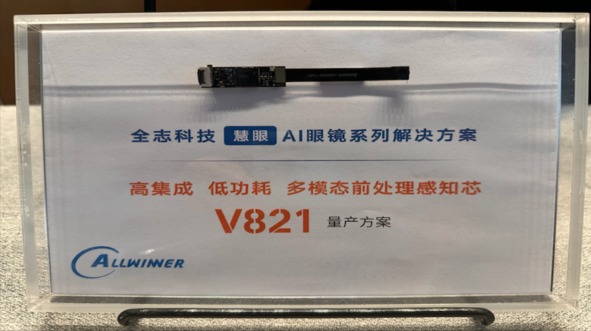 全志科技 慧眼 AI眼镜系列解决方案
高集成 低功耗 多模态前处理感知芯
V821 量产方案
ALLWINNER